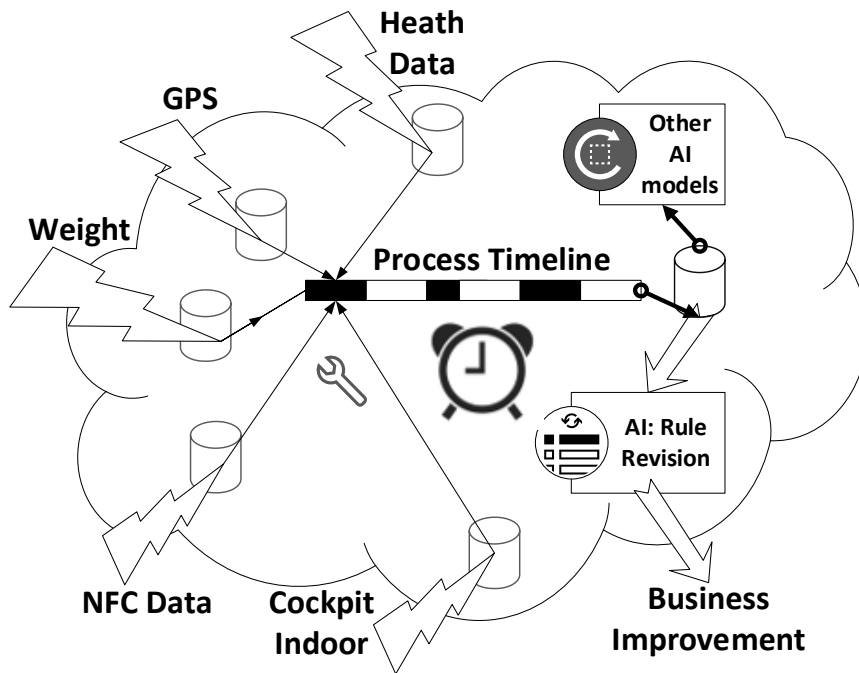 Heath
Data
GPS
Other
AI
models
Weight
Process Timeline
AI: Rule
Revision
NFC Data
Cockpit
Indoor
Business
Improvement